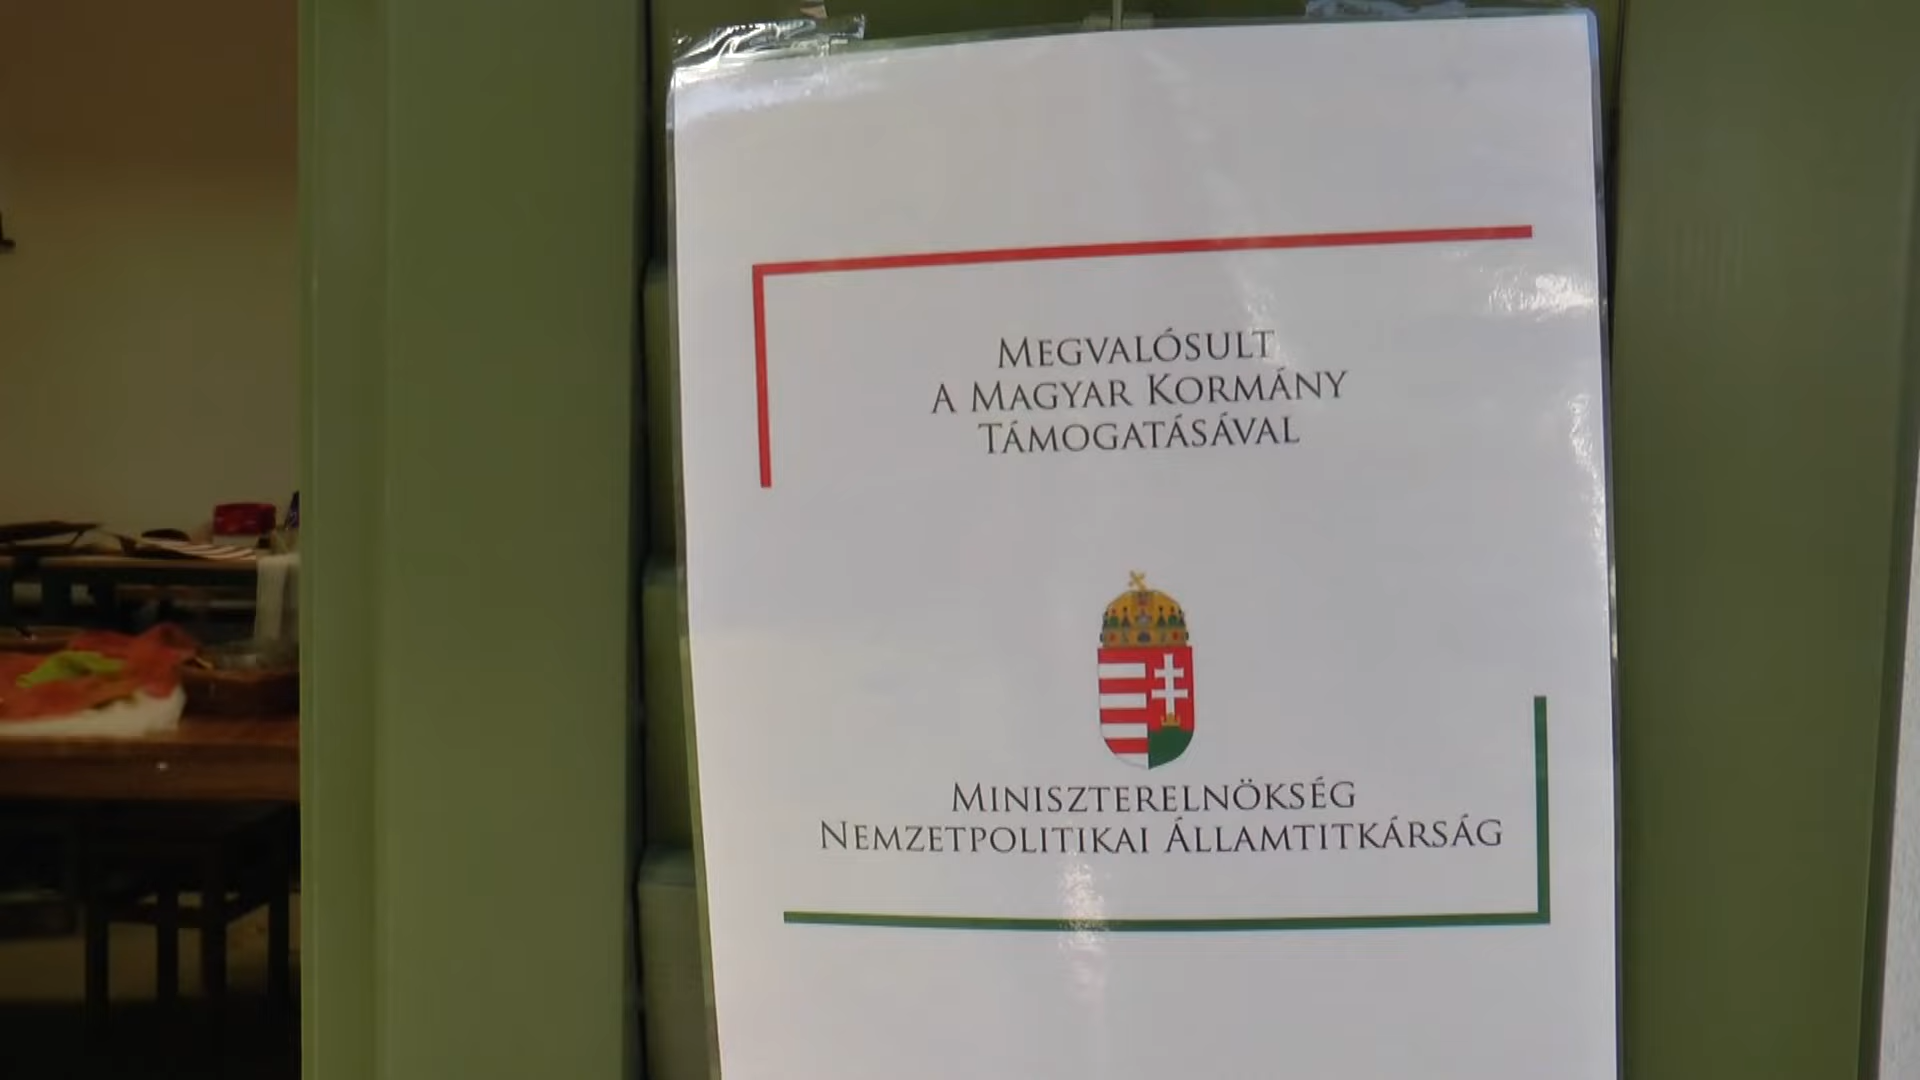 MEGVALÓSULT
A MAGYAR KORMÁNY
TÁMOGATÁSÁVAL
MINISZTERELNÖKSÉG
NEMZETPOLITIKAI ÁLLAMTITKÁRSÁG